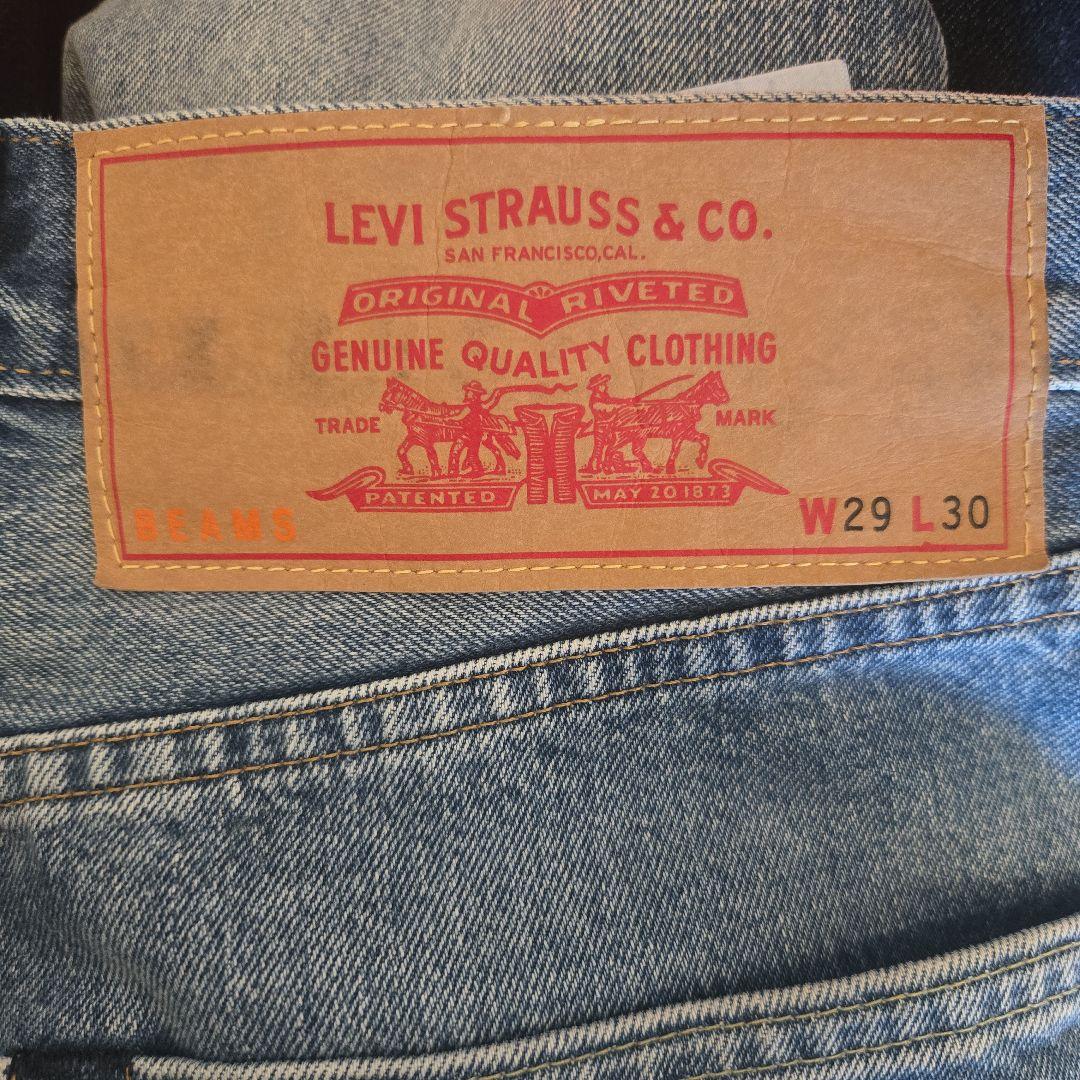 LEVI STRAUSS & CO.
SAN FRANCISCO, CAL.
ORIGINAL RIVETED
GENUINE QUALITY CLOTHING
TRADE MARK
PATENTED MAY 20 1873
BEAMS W29 L30